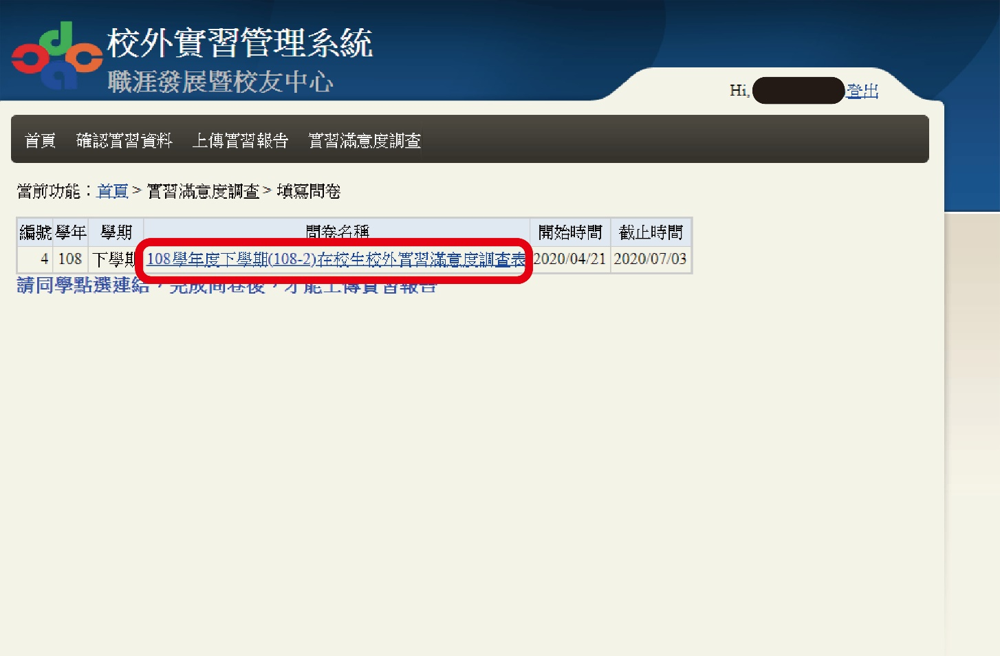 校外實習管理系統
職涯發展暨校友中心
Hi, 登出
首頁 確認實習資料 上傳實習報告 實習滿意度調查
當前功能：首頁 > 實習滿意度調查 > 填寫問卷
編號 學年 學期 問卷名稱 開始時間 截止時間
4 108 下學期 108學年度下學期(108-2)在校生校外實習滿意度調查表 2020/04/21 2020/07/03
請同學點選連結，完成問卷後，才能上傳實習報告